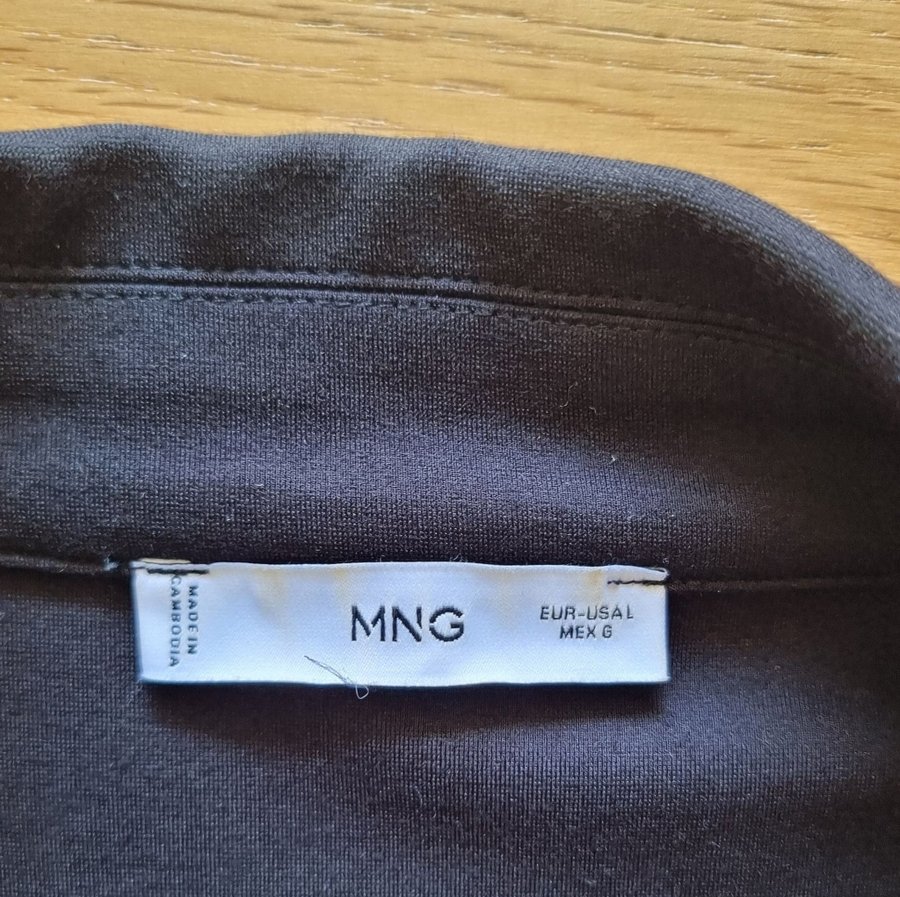 MADE IN
CAMBODIA
MNG
EUR-USA L
MEX G